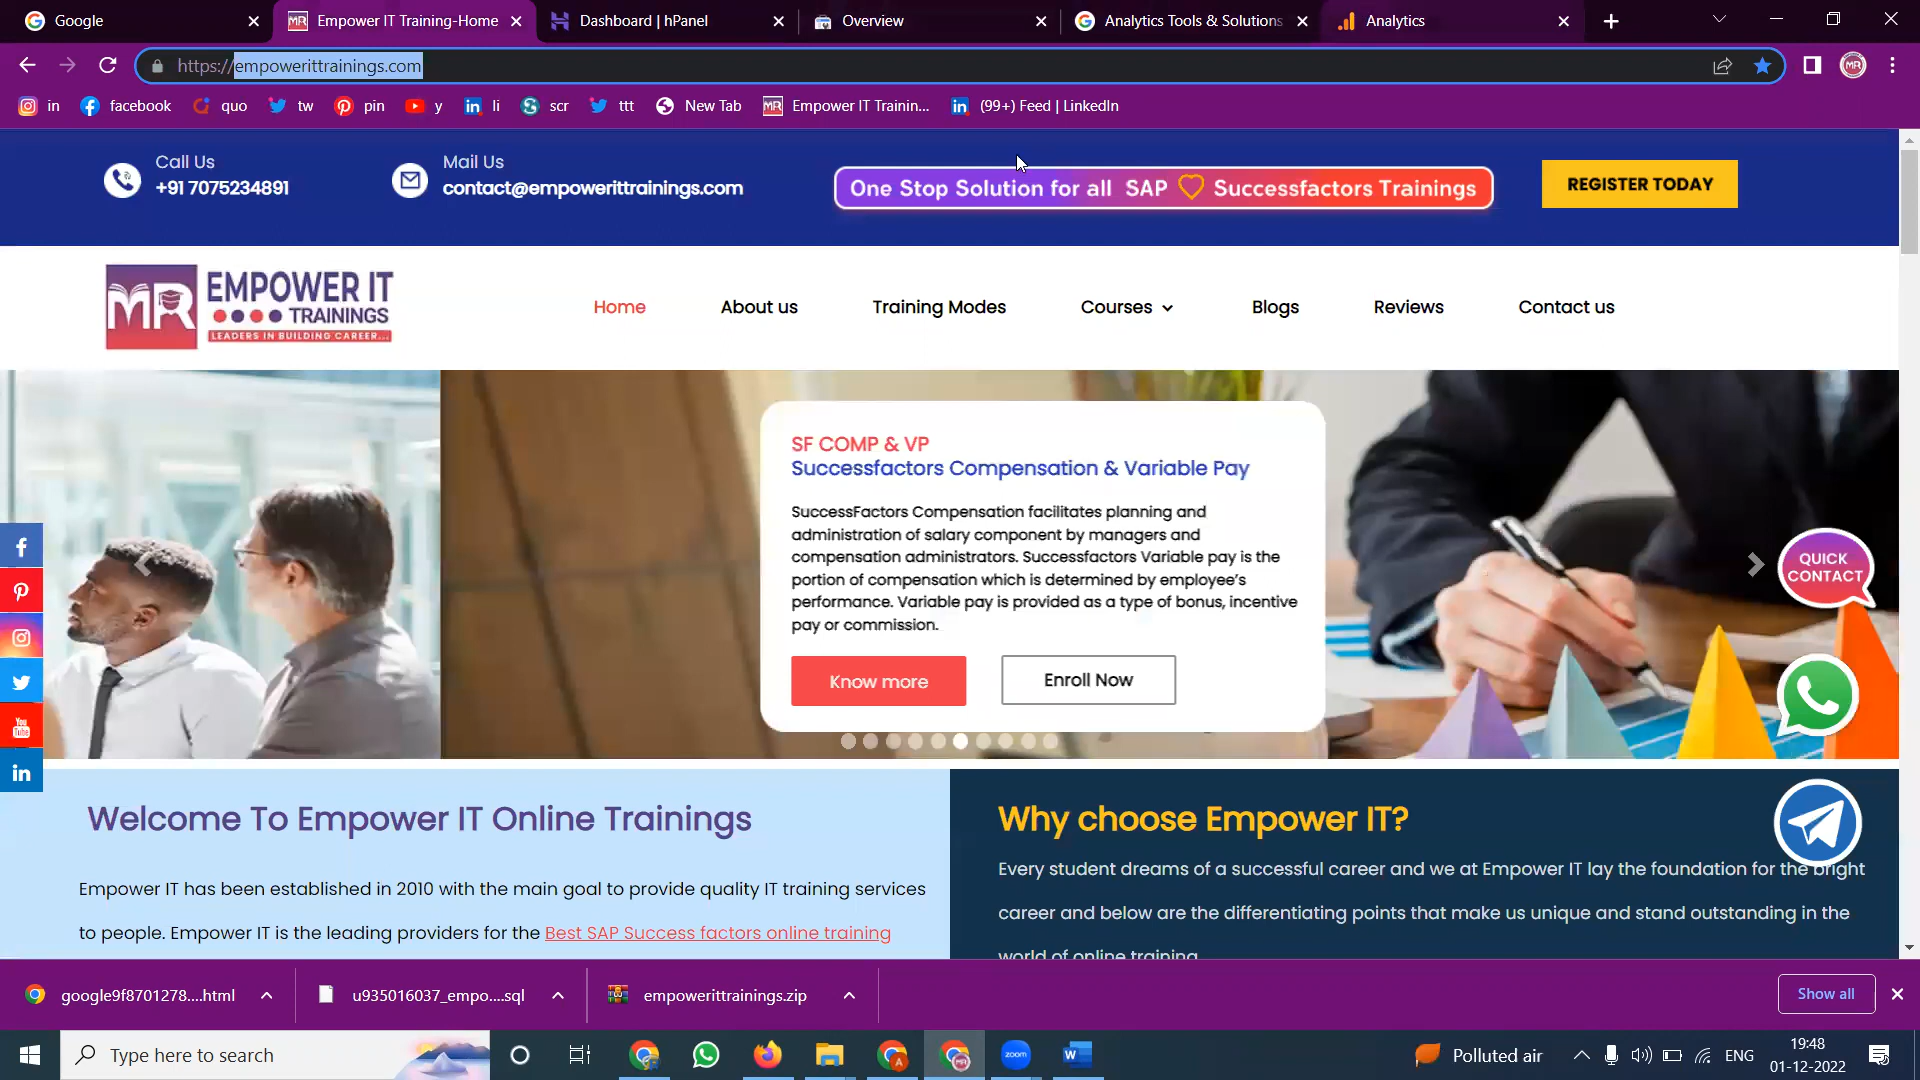 Google
Empower IT Training-Home
Dashboard | hPanel
Overview
Analytics Tools & Solutions
Analytics
https://empowerittrainings.com
in
facebook
quo
tw
pin
y
li
scr
ttt
New Tab
Empower IT Trainin...
(99+) Feed | LinkedIn
Call Us
+91 7075234891
Mail Us
contact@empowerittrainings.com
One Stop Solution for all SAP Successfactors Trainings
REGISTER TODAY
MR EMPOWER IT
TRAININGS
LEADERS IN BUILDING CAREER...
Home
About us
Training Modes
Courses
Blogs
Reviews
Contact us
SF COMP & VP
Successfactors Compensation & Variable Pay
SuccessFactors Compensation facilitates planning and
administration of salary component by managers and
compensation administrators. Successfactors Variable pay is the
portion of compensation which is determined by employee's
performance. Variable pay is provided as a type of bonus, incentive
pay or commission.
Know more
Enroll Now
QUICK
CONTACT
Welcome To Empower IT Online Trainings
Empower IT has been established in 2010 with the main goal to provide quality IT training services
to people. Empower IT is the leading providers for the Best SAP Success factors online training
Why choose Empower IT?
Every student dreams of a successful career and we at Empower IT lay the foundation for the bright
career and below are the differentiating points that make us unique and stand outstanding in the
world of online training
google9f8701278....html
u935016037_empo....sql
empowerittrainings.zip
Show all
Type here to search
zoom
Polluted air
ENG
19:48
01-12-2022